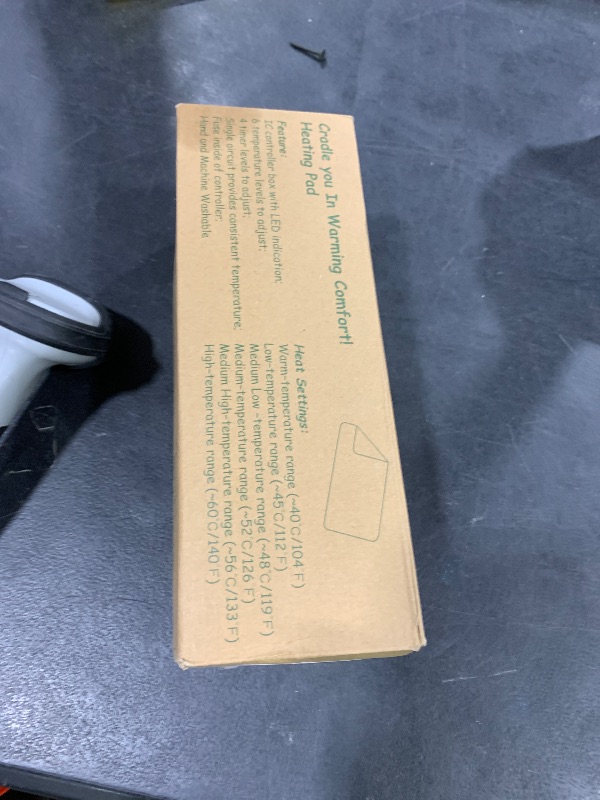 Cradle you In Warming Comfort!
Heating Pad
Feature:
IC controller box with LED indication;
6 temperature levels to adjust;
4 timer levels to adjust;
Single circuit provides consistent temperature;
Fuse inside of controller;
Hand and Machine Washable
Heat Settings:
Warm-temperature range (~40°C/104°F)
Low-temperature range (~45°C/112°F)
Medium Low -temperature range (~48°C/119°F)
Medium-temperature range (~52°C/126°F)
Medium High-temperature range (~56°C/133°F)
High-temperature range (~60°C/140°F)